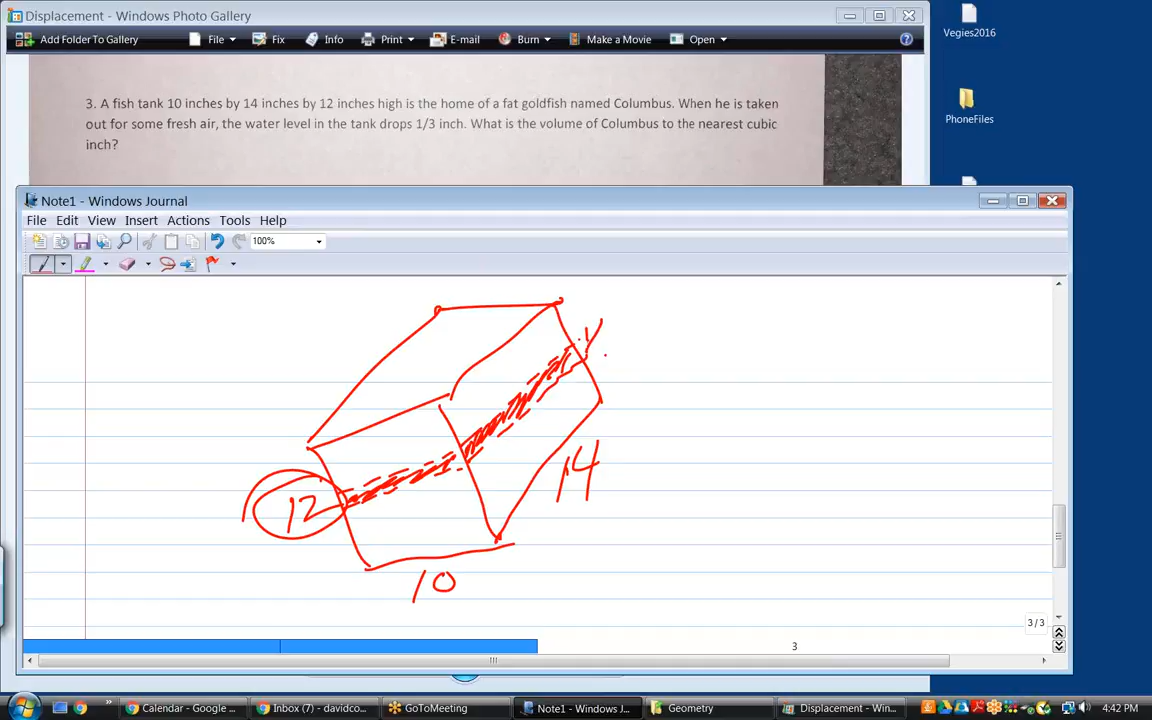 Displacement - Windows Photo Gallery
Add Folder To Gallery File Fix Info Print E-mail Burn Make a Movie Open
Vegies2016
3. A fish tank 10 inches by 14 inches by 12 inches high is the home of a fat goldfish named Columbus. When he is taken
out for some fresh air, the water level in the tank drops 1/3 inch. What is the volume of Columbus to the nearest cubic
inch?
PhoneFiles
Note1 - Windows Journal
File Edit View Insert Actions Tools Help
100%
12
14
10
3/3
3
Calendar - Google ... Inbox (7) - davidco... GoToMeeting Note1 - Windows J... Geometry Displacement - Win... 4:42 PM